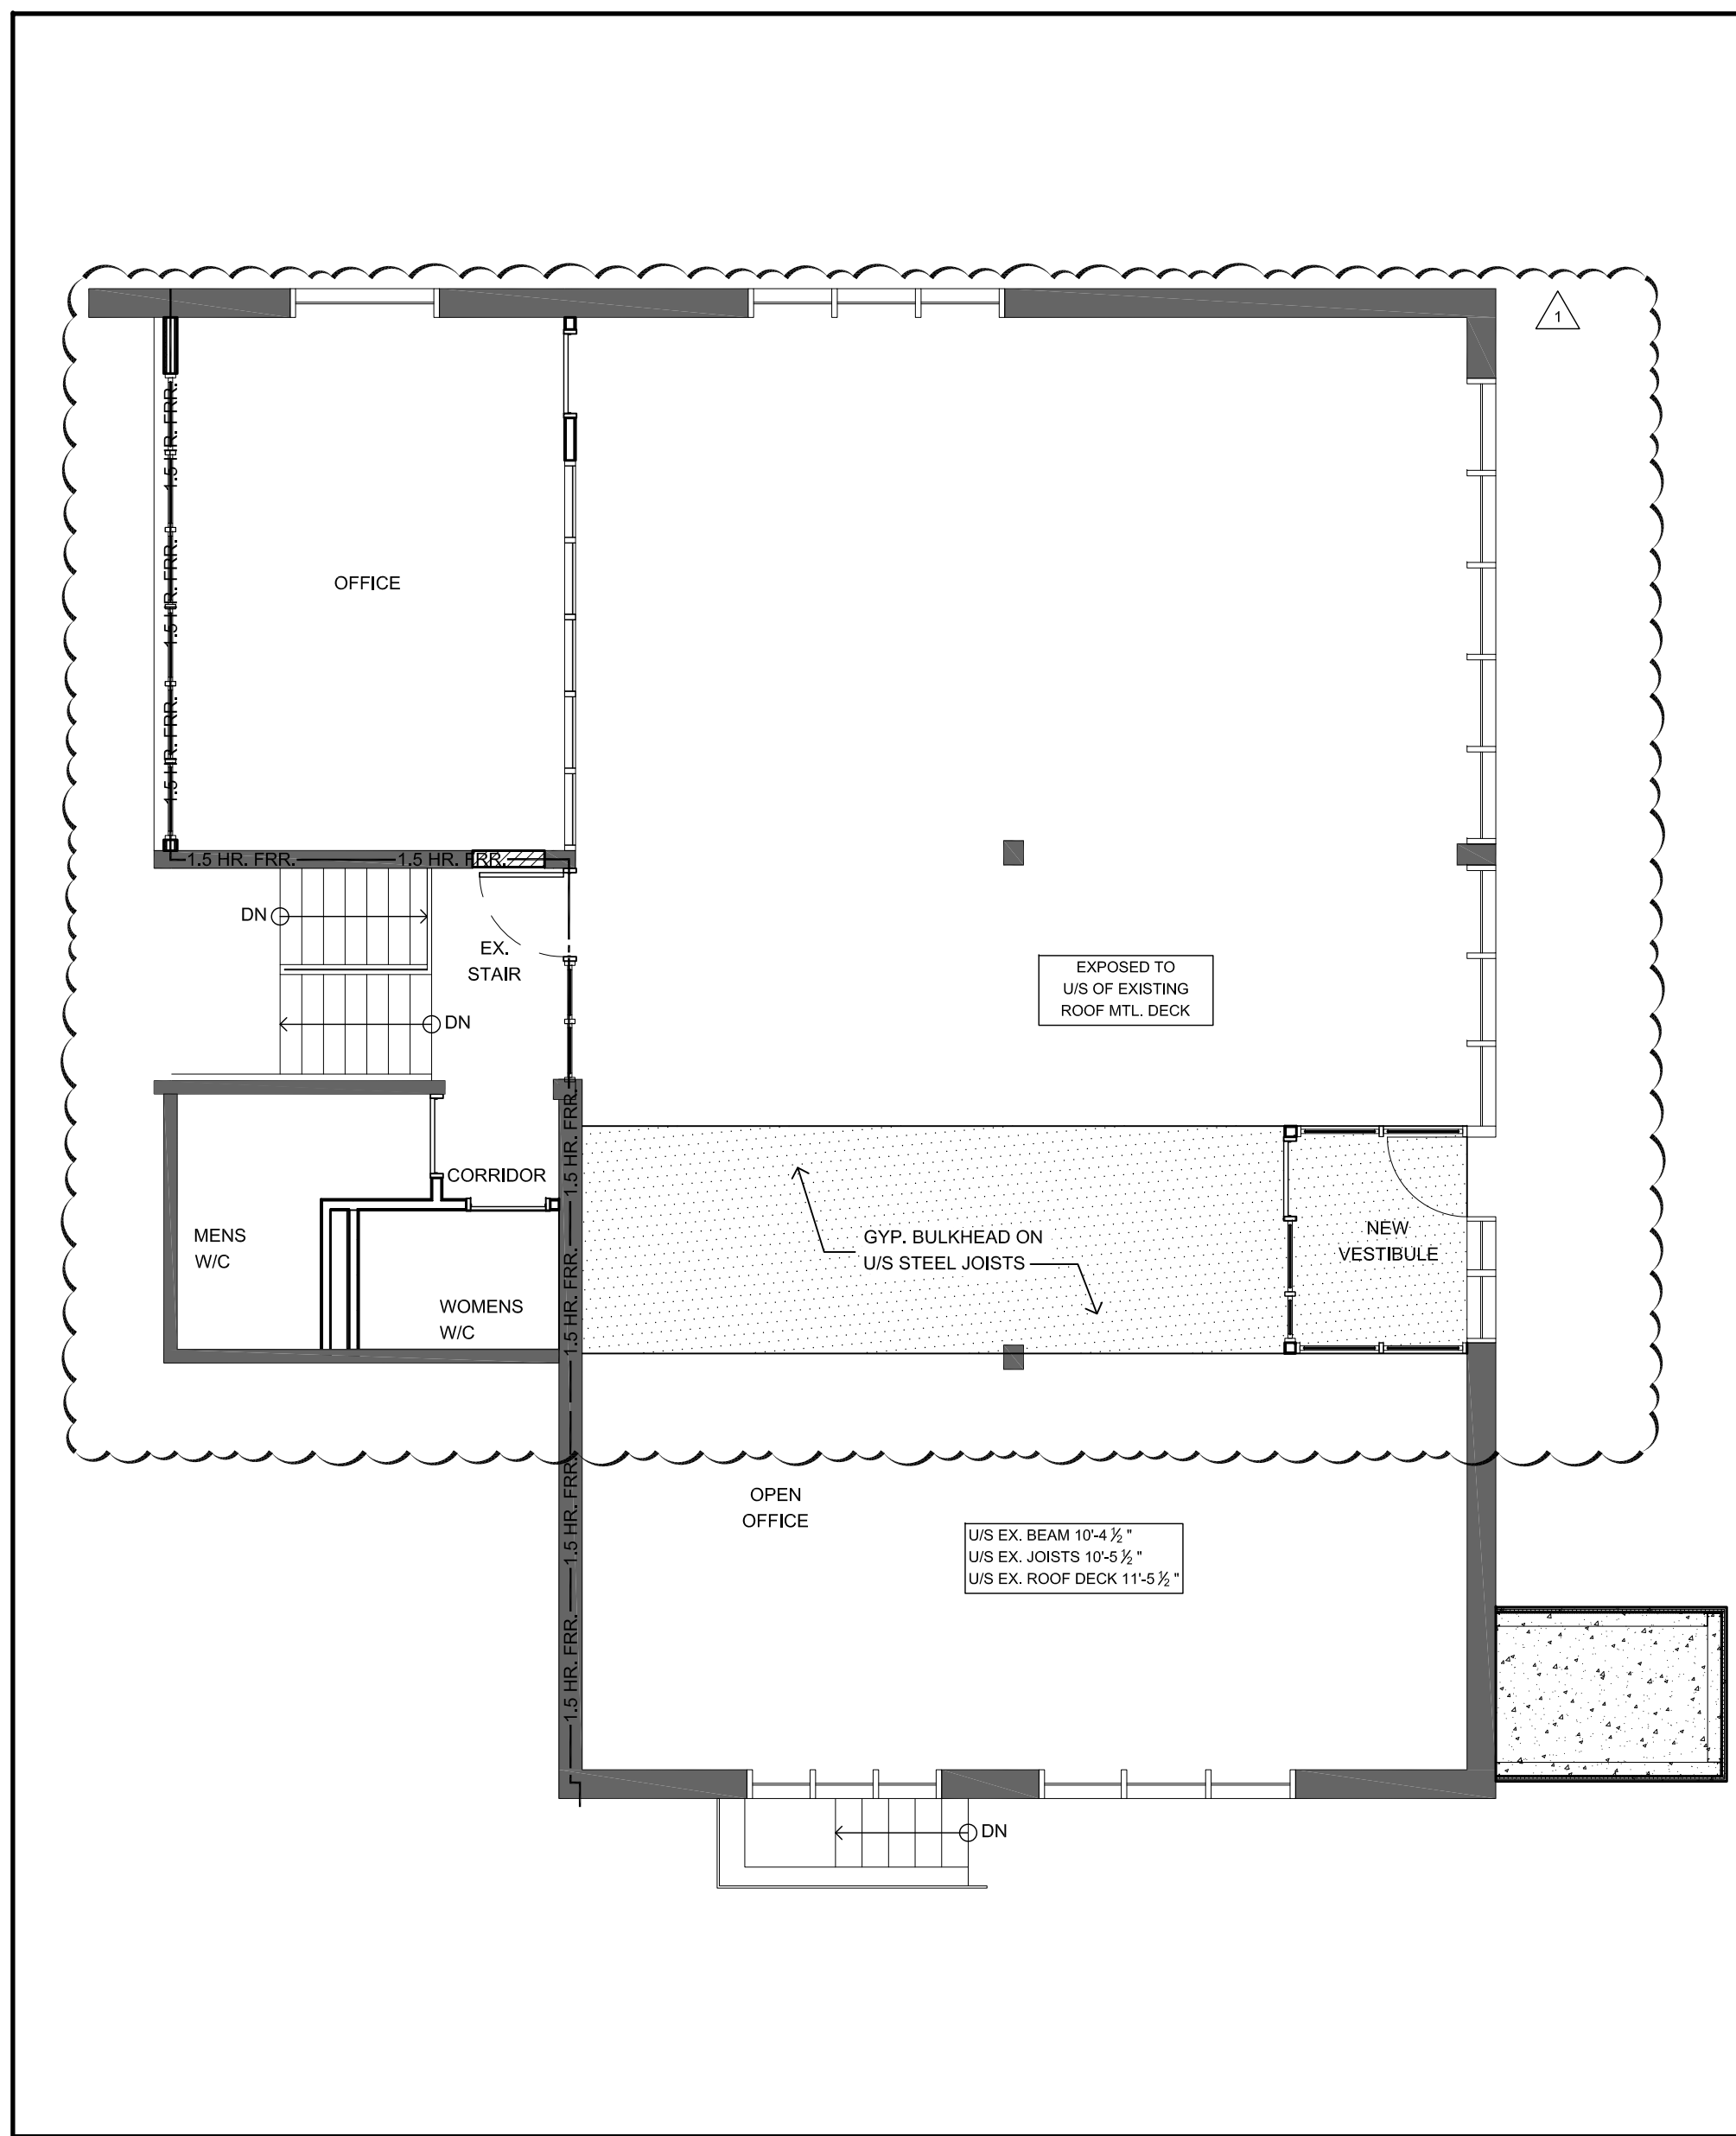 1
1.5 HR. FRR.
1.5 HR. FRR.
1.5 HR. FRR.
1.5 HR. FRR.
OFFICE
1.5 HR. FRR.
1.5 HR. FRR.
DN
EX.
STAIR
DN
EXPOSED TO
U/S OF EXISTING
ROOF MTL. DECK
1.5 HR. FRR.
CORRIDOR
MENS
W/C
GYP. BULKHEAD ON
U/S STEEL JOISTS
NEW
VESTIBULE
1.5 HR. FRR.
WOMENS
W/C
1.5 HR. FRR.
OPEN
OFFICE
1.5 HR. FRR.
U/S EX. BEAM 10'-4 ½ "
U/S EX. JOISTS 10'-5 ½ "
U/S EX. ROOF DECK 11'-5 ½ "
1.5 HR. FRR.
DN